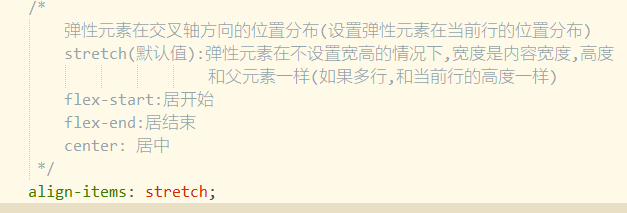 /*
弹性元素在交叉轴方向的位置分布(设置弹性元素在当前行的位置分布)
stretch(默认值):弹性元素在不设置宽高的情况下,宽度是内容宽度,高度
和父元素一样(如果多行,和当前行的高度一样)
flex-start:居开始
flex-end:居结束
center: 居中
*/
align-items: stretch;